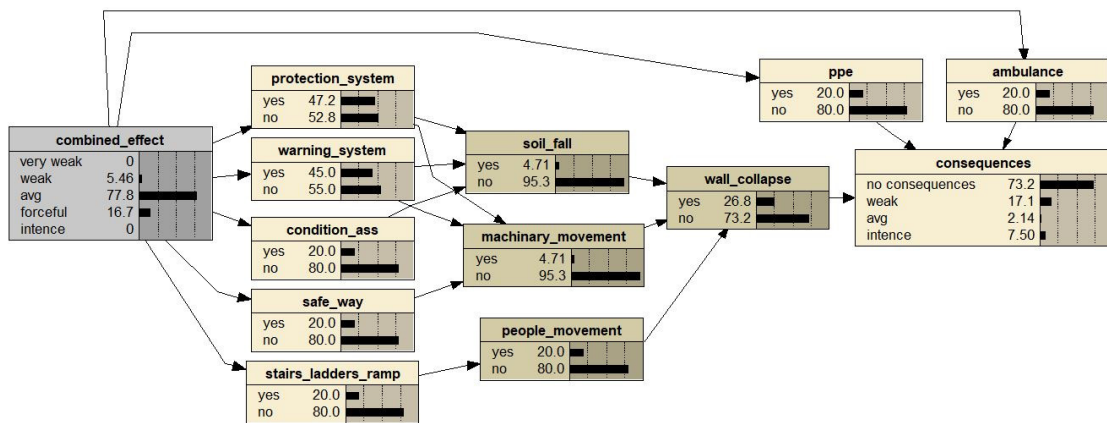 combined_effect
very weak 0
weak 5.46
avg 77.8
forceful 16.7
intence 0
protection_system
yes 47.2
no 52.8
warning_system
yes 45.0
no 55.0
condition_ass
yes 20.0
no 80.0
safe_way
yes 20.0
no 80.0
stairs_ladders_ramp
yes 20.0
no 80.0
soil_fall
yes 4.71
no 95.3
machinary_movement
yes 4.71
no 95.3
people_movement
yes 20.0
no 80.0
wall_collapse
yes 26.8
no 73.2
ppe
yes 20.0
no 80.0
ambulance
yes 20.0
no 80.0
consequences
no consequences 73.2
weak 17.1
avg 2.14
intence 7.50